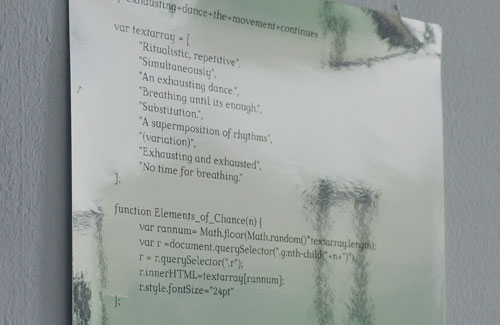 exhausting+dance+the+movement+continues
var textarray = [
"Ritualistic, repetitive",
"Simultaneously",
"An exhausting dance.",
"Breathing until its enough.",
"Substitution.",
"A supermposition of rhythms",
"(variation)",
"Exhausting and exhausted",
"No time for breathing."
];
function Elements_of_Chance(n) {
var rannum= Math.floor(Math.random()*textarray.length);
var r =document.querySelector(".g:nth-child("+n+")");
r = r.querySelector(".r");
r.innerHTML=textarray[rannum];
r.style.fontSize="24pt"
};